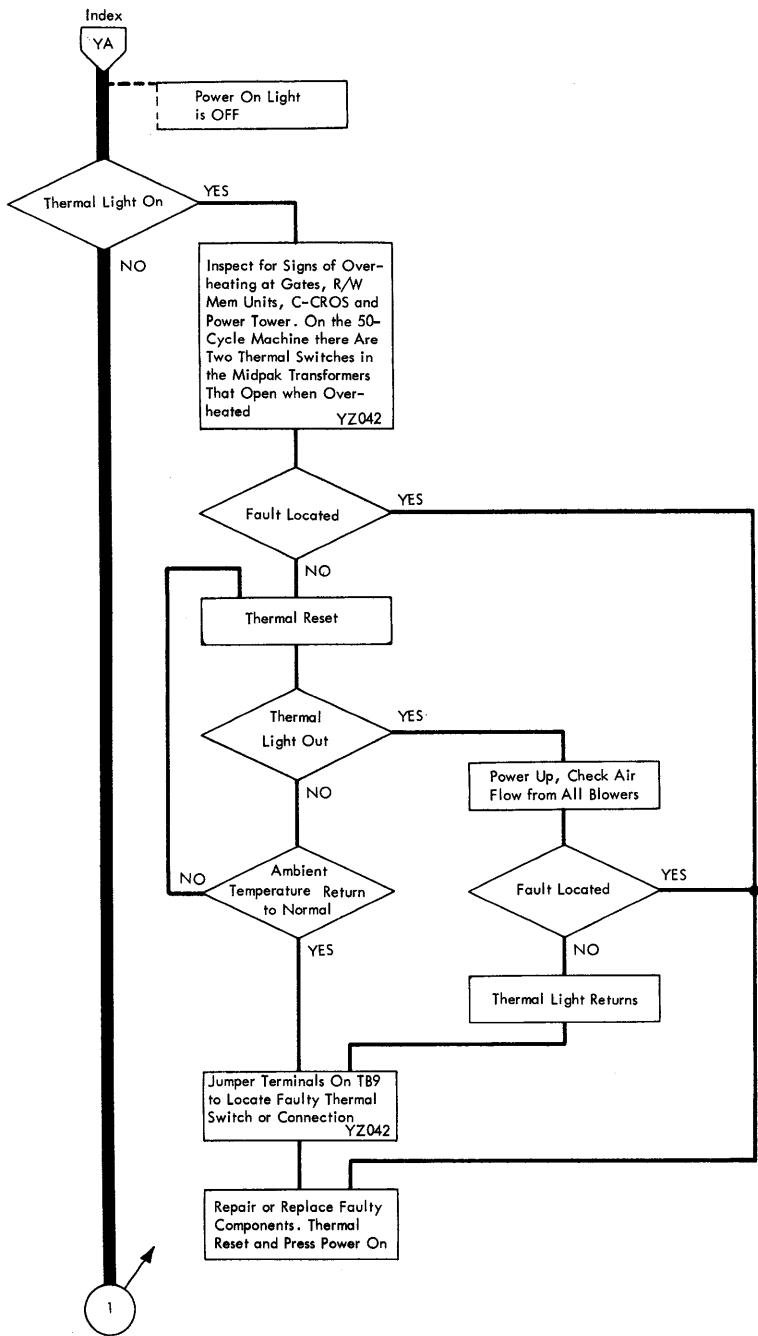 Index
YA
Power On Light
is OFF
Thermal Light On
YES
NO
Inspect for Signs of Over-
heating at Gates, R/W
Mem Units, C-CROS and
Power Tower. On the 50-
Cycle Machine there Are
Two Thermal Switches in
the Midpak Transformers
That Open when Over-
heated
YZ042
Fault Located
YES
NO
Thermal Reset
Thermal
Light Out
YES
NO
Power Up, Check Air
Flow from All Blowers
Ambient
Temperature Return
to Normal
NO
YES
Fault Located
YES
NO
Thermal Light Returns
Jumper Terminals On TB9
to Locate Faulty Thermal
Switch or Connection
YZ042
Repair or Replace Faulty
Components. Thermal
Reset and Press Power On
1